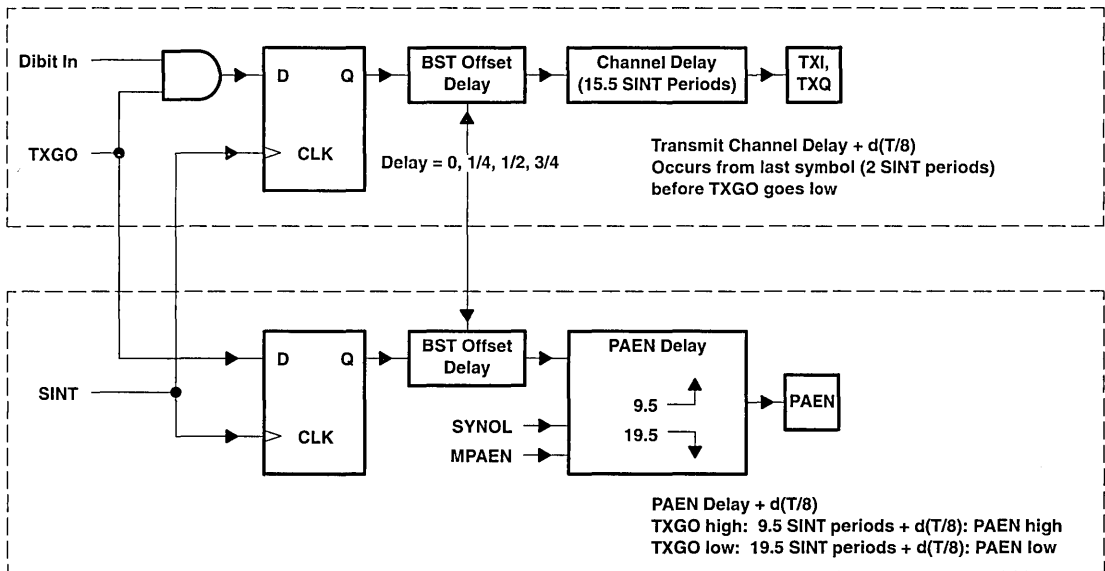 Dibit In
TXGO
D Q
CLK
BST Offset
Delay
Channel Delay
(15.5 SINT Periods)
TXI,
TXQ
Delay = 0, 1/4, 1/2, 3/4
Transmit Channel Delay + d(T/8)
Occurs from last symbol (2 SINT periods)
before TXGO goes low
SINT
D Q
CLK
BST Offset
Delay
PAEN Delay
9.5
19.5
SYNOL
MPAEN
PAEN
PAEN Delay + d(T/8)
TXGO high: 9.5 SINT periods + d(T/8): PAEN high
TXGO low: 19.5 SINT periods + d(T/8): PAEN low